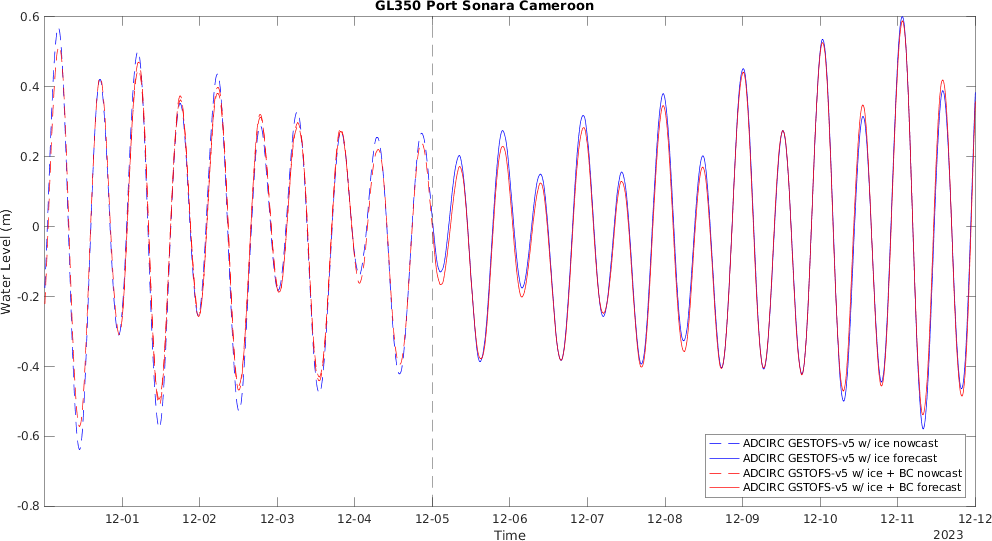 GL350 Port Sonara Cameroon
0.6
0.4
0.2
0
-0.2
-0.4
-0.6
-0.8
Water Level (m)
12-01 12-02 12-03 12-04 12-05 12-06 12-07 12-08 12-09 12-10 12-11 12-12
Time
2023
ADCIRC GESTOFS-v5 w/ ice nowcast
ADCIRC GESTOFS-v5 w/ ice forecast
ADCIRC GSTOFS-v5 w/ ice + BC nowcast
ADCIRC GSTOFS-v5 w/ ice + BC forecast